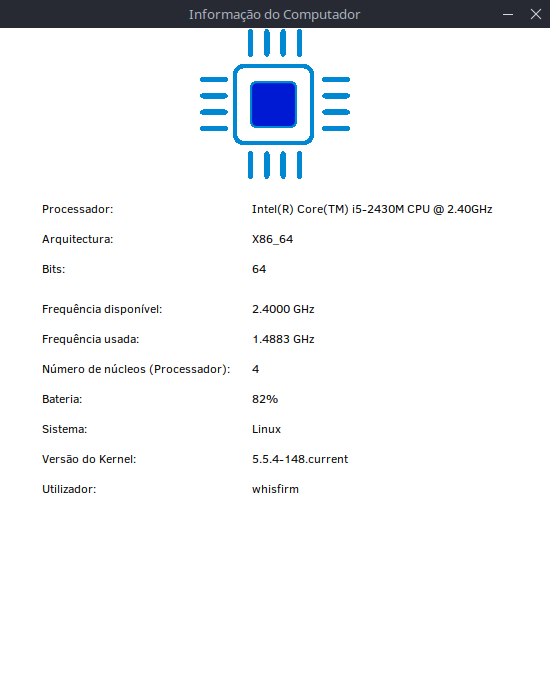 Informação do Computador
Processador: Intel(R) Core(TM) i5-2430M CPU @ 2.40GHz
Arquitectura: X86_64
Bits: 64
Frequência disponível: 2.4000 GHz
Frequência usada: 1.4883 GHz
Número de núcleos (Processador): 4
Bateria: 82%
Sistema: Linux
Versão do Kernel: 5.5.4-148.current
Utilizador: whisfirm